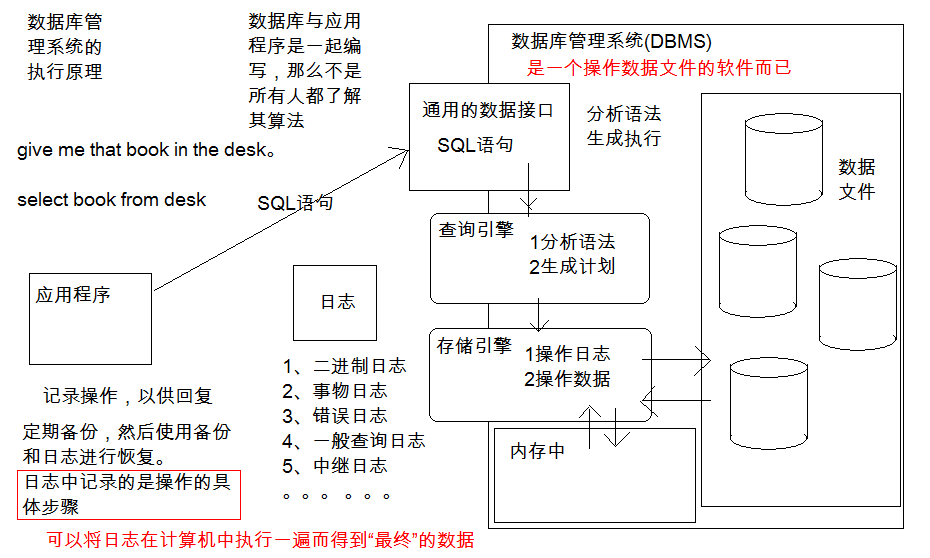 数据库管
理系统的
执行原理
数据库与应用
程序是一起编
写，那么不是
所有人都了解
其算法
give me that book in the desk。
select book from desk
SQL语句
应用程序
记录操作，以供回复
定期备份，然后使用备份
和日志进行恢复。
日志中记录的是操作的具
体步骤
可以将日志在计算机中执行一遍而得到“最终”的数据
日志
1、二进制日志
2、事物日志
3、错误日志
4、一般查询日志
5、中继日志
。。。。。。
数据库管理系统(DBMS)
是一个操作数据文件的软件而已
通用的数据接口
SQL语句
分析语法
生成执行
查询引擎
1分析语法
2生成计划
存储引擎
1操作日志
2操作数据
内存中
数据
文件